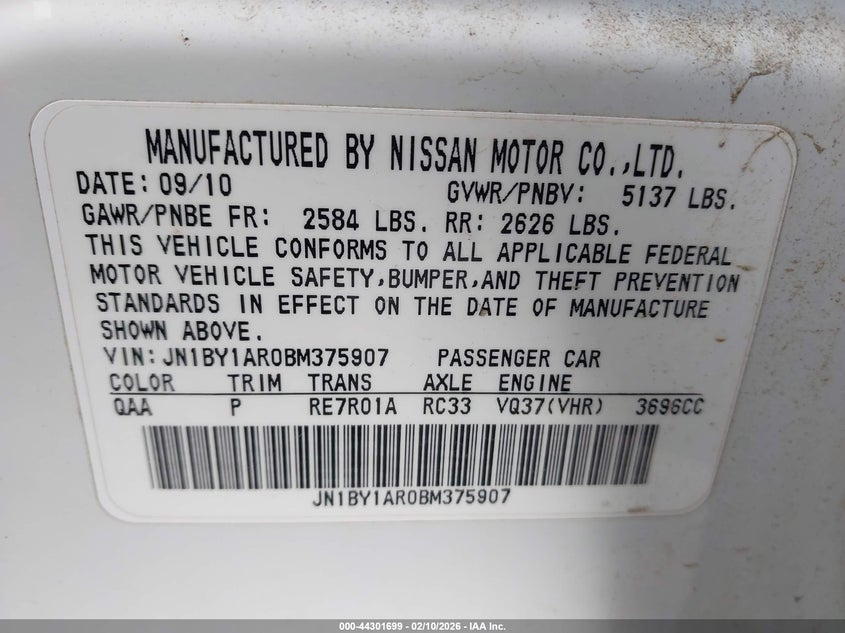 MANUFACTURED BY NISSAN MOTOR CO.,LTD.
DATE: 09/10 GVWR/PNBV: 5137 LBS.
GAWR/PNBE FR: 2584 LBS. RR: 2626 LBS.
THIS VEHICLE CONFORMS TO ALL APPLICABLE FEDERAL
MOTOR VEHICLE SAFETY,BUMPER,AND THEFT PREVENTION
STANDARDS IN EFFECT ON THE DATE OF MANUFACTURE
SHOWN ABOVE.
VIN:JN1BY1AR0BM375907 PASSENGER CAR
COLOR TRIM TRANS AXLE ENGINE
QAA P RE7R01A RC33 VQ37(VHR) 3696CC
JN1BY1AR0BM375907
000-44301699 - 02/10/2026 - IAA Inc.